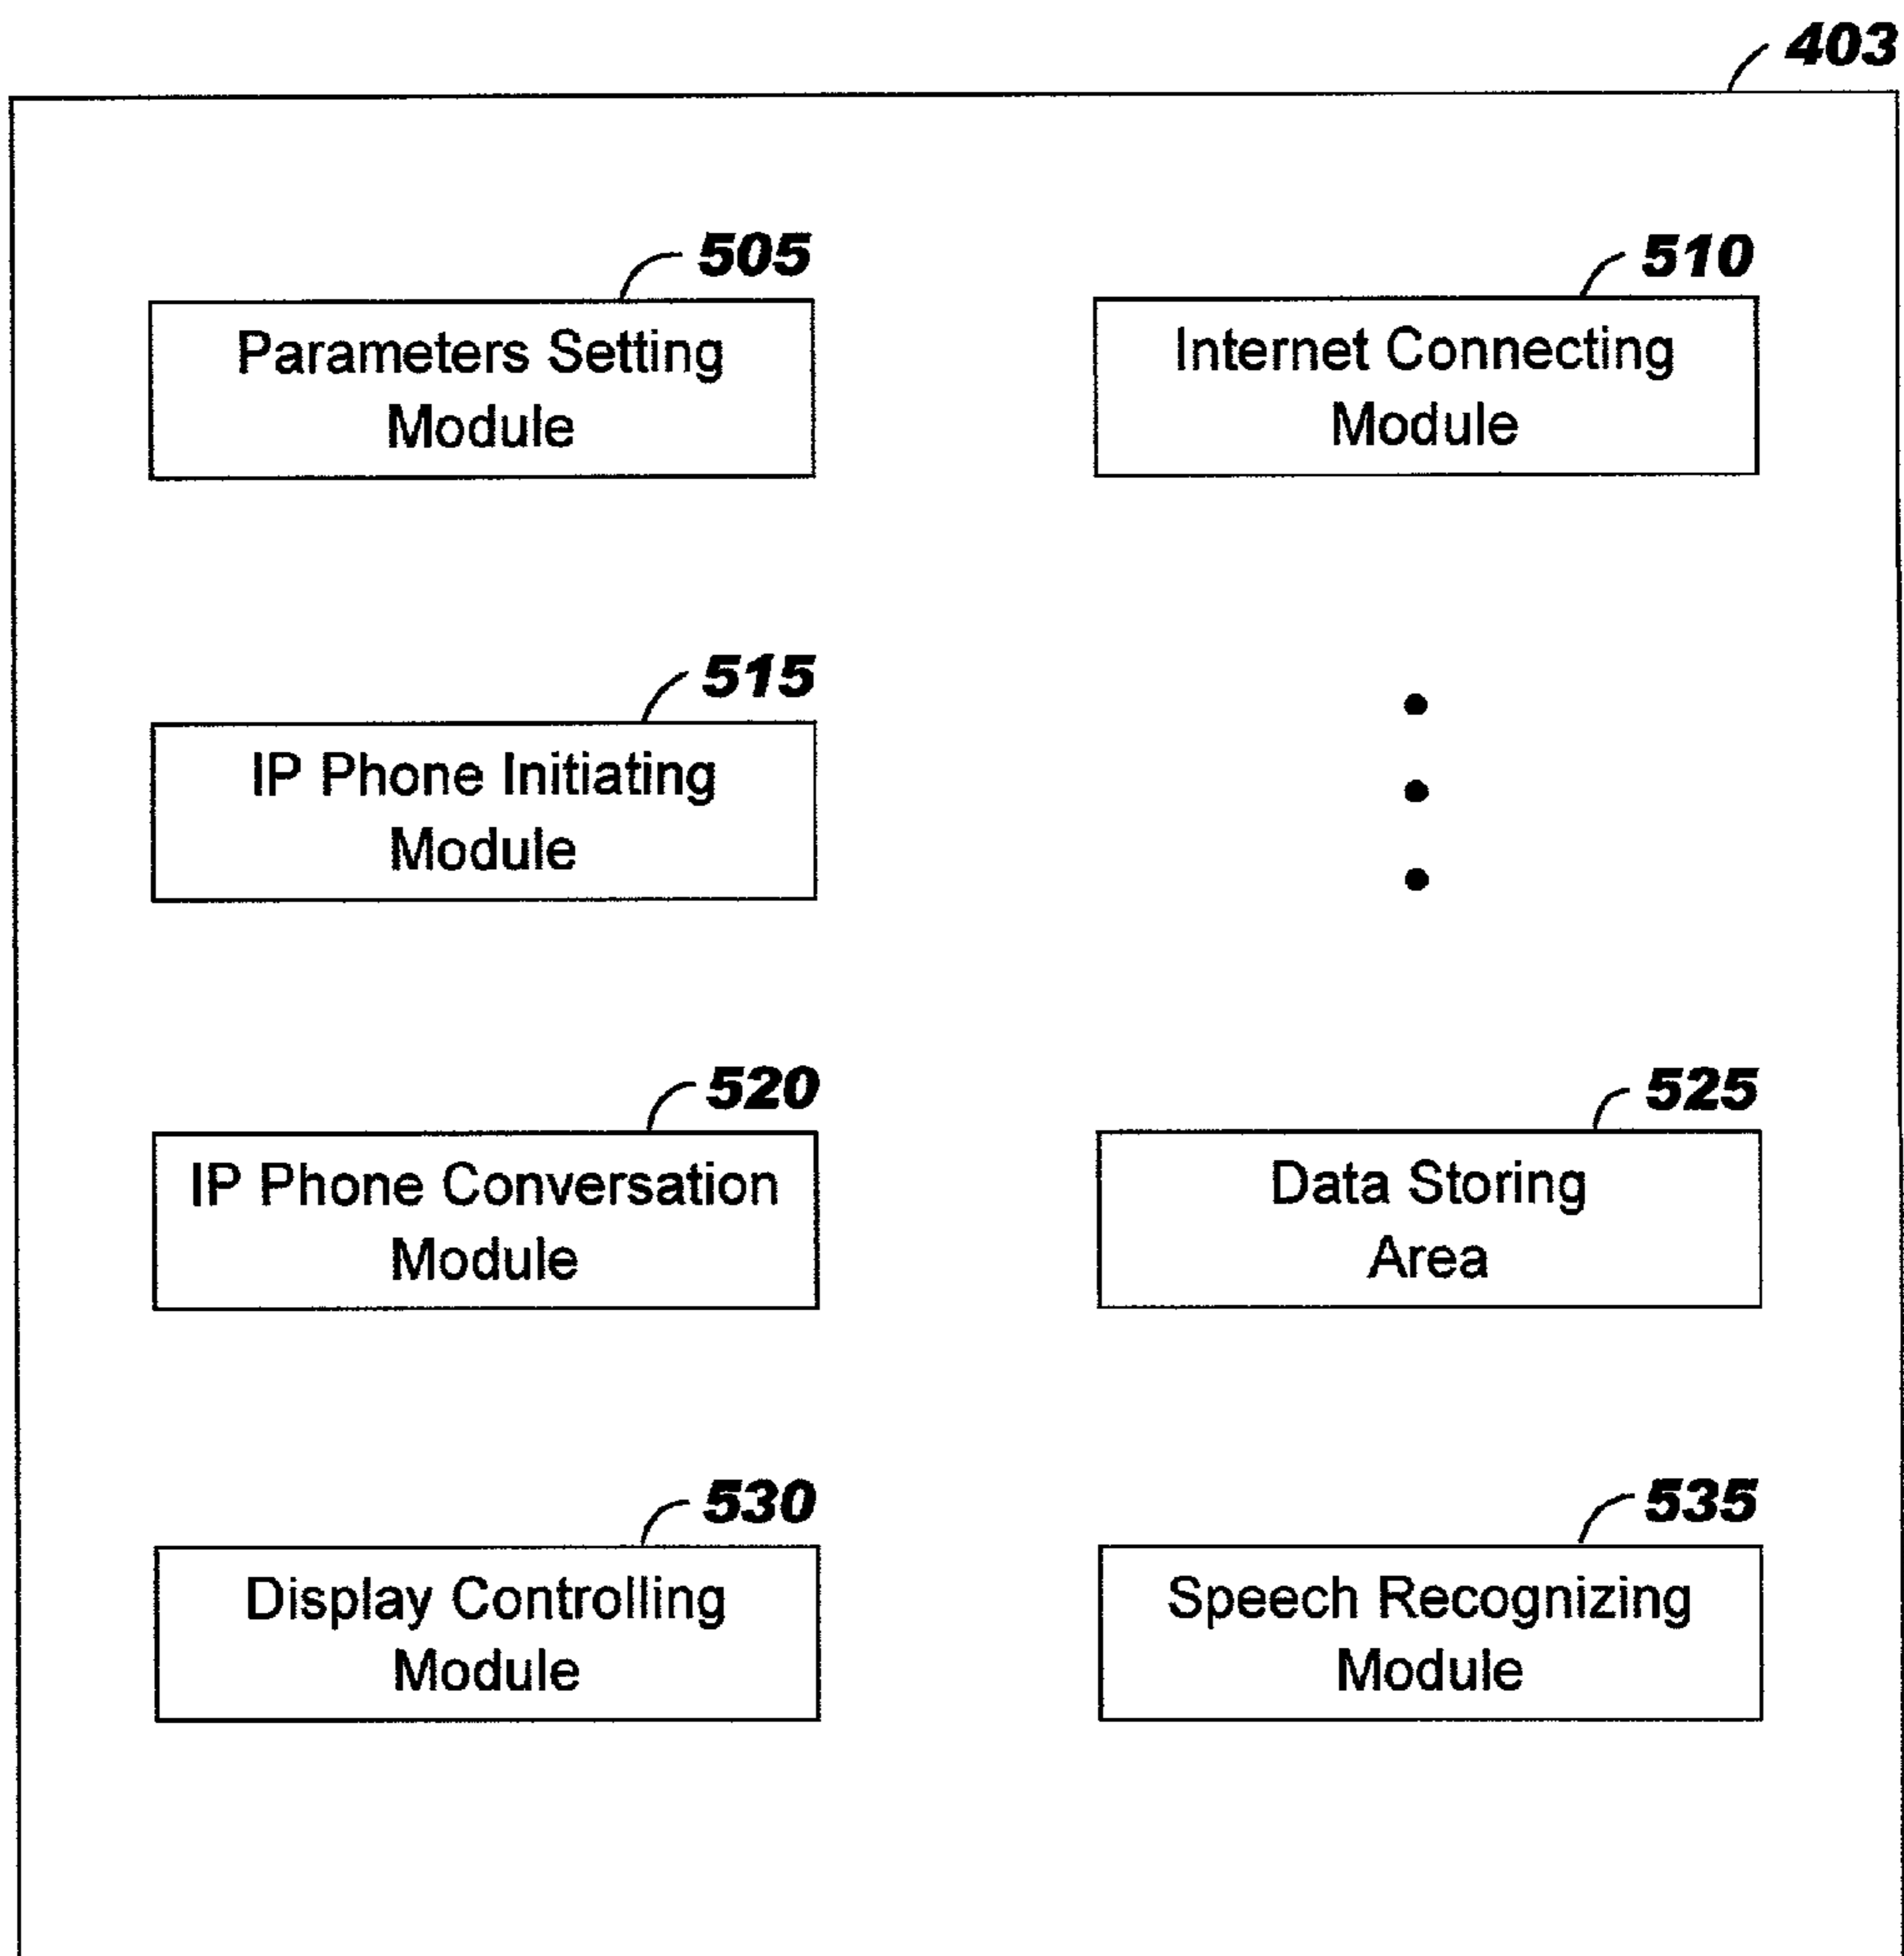 403
505
510
Parameters Setting
Module
Internet Connecting
Module
515
IP Phone Initiating
Module
520
525
IP Phone Conversation
Module
Data Storing
Area
530
535
Display Controlling
Module
Speech Recognizing
Module